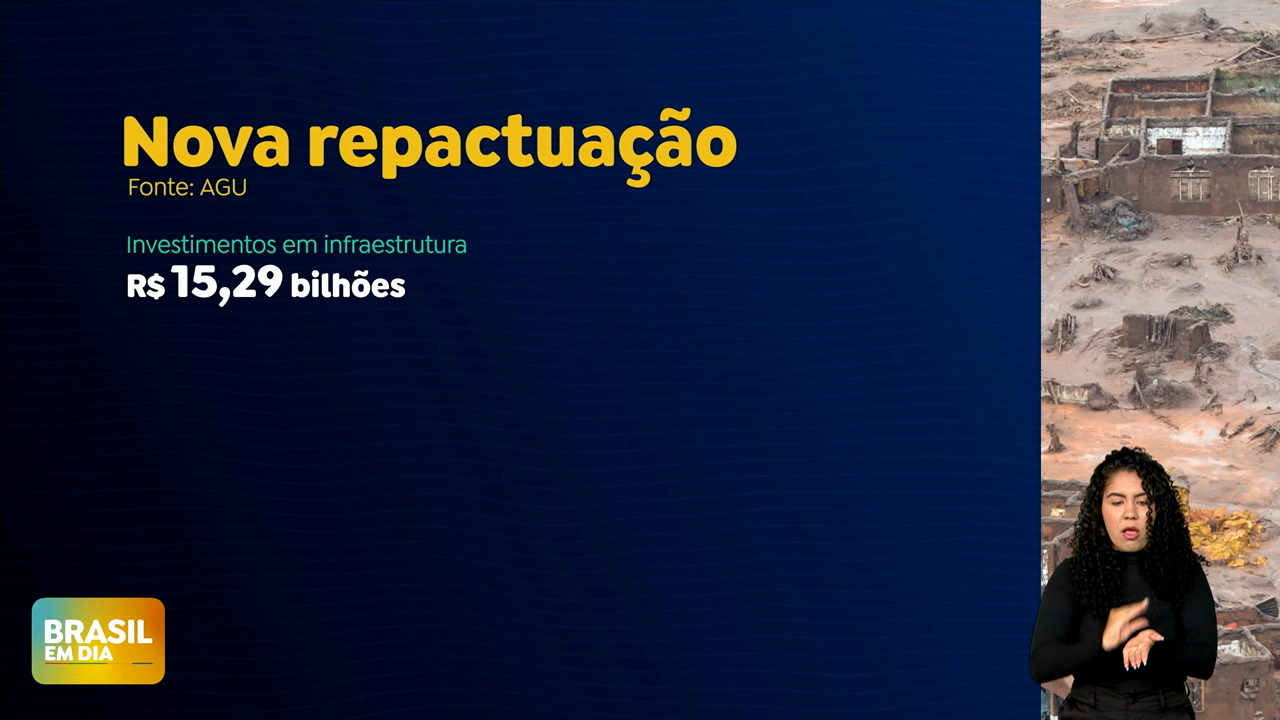 Nova repactuação
Fonte: AGU
Investimentos em infraestrutura
R$ 15,29 bilhões
BRASIL
EM DIA